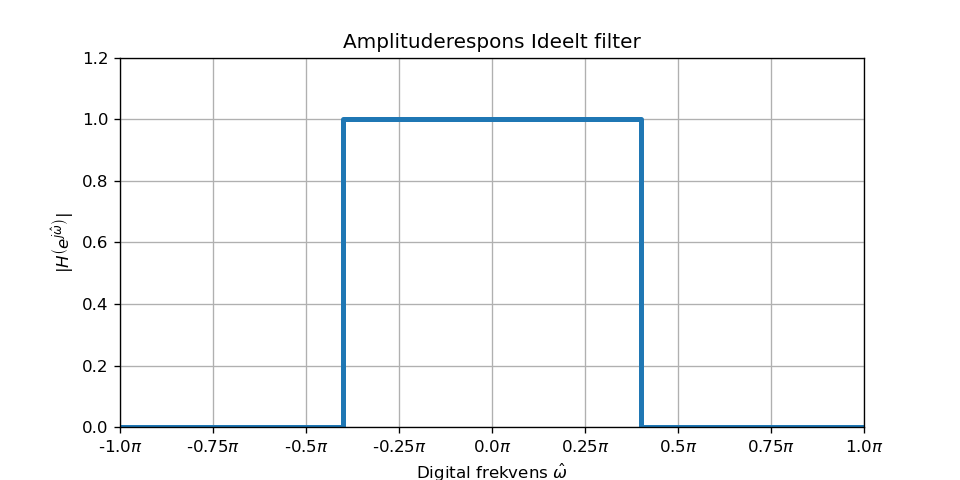 Amplituderespons Ideelt filter
|H(e^{jω̂})|
1.2
1.0
0.8
0.6
0.4
0.2
0.0
-1.0π -0.75π -0.5π -0.25π 0.0π 0.25π 0.5π 0.75π 1.0π
Digital frekvens ω̂